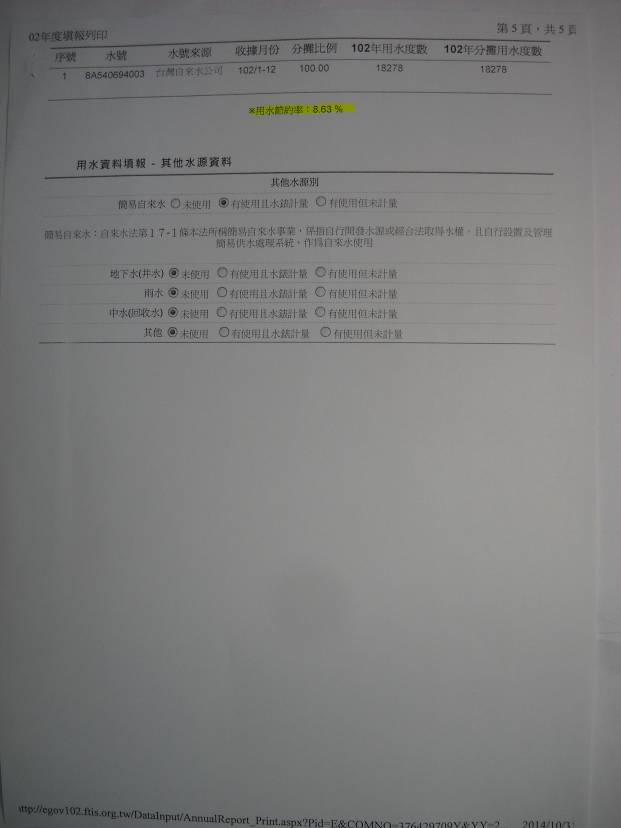 02年度填報列印 第 5 頁，共 5 頁
序號 水號 水號來源 收據月份 分攤比例 102年用水度數 102年分攤用水度數
1 8A540694003 台灣自來水公司 102/1-12 100.00 18278 18278
※用水節約率：8.63 %
用水資料填報 - 其他水源資料
其他水源別
簡易自來水 ○未使用 ◉有使用且水錶計量 ○有使用但未計量
簡易自來水：自來水法第１７-１條本法所稱簡易自來水事業，係指自行開發水源或經合法取得水權，且自行設置及管理
簡易供水處理系統，作為自來水使用
地下水(井水) ◉未使用 ○有使用且水錶計量 ○有使用但未計量
雨水 ◉未使用 ○有使用且水錶計量 ○有使用但未計量
中水(回收水) ◉未使用 ○有使用且水錶計量 ○有使用但未計量
其他 ◉未使用 ○有使用且水錶計量 ○有使用但未計量
ttp://egov102.ftis.org.tw/DataInput/AnnualReport_Print.aspx?Pid=E&COMNO=376429709Y&YY=2... 2014/10/31